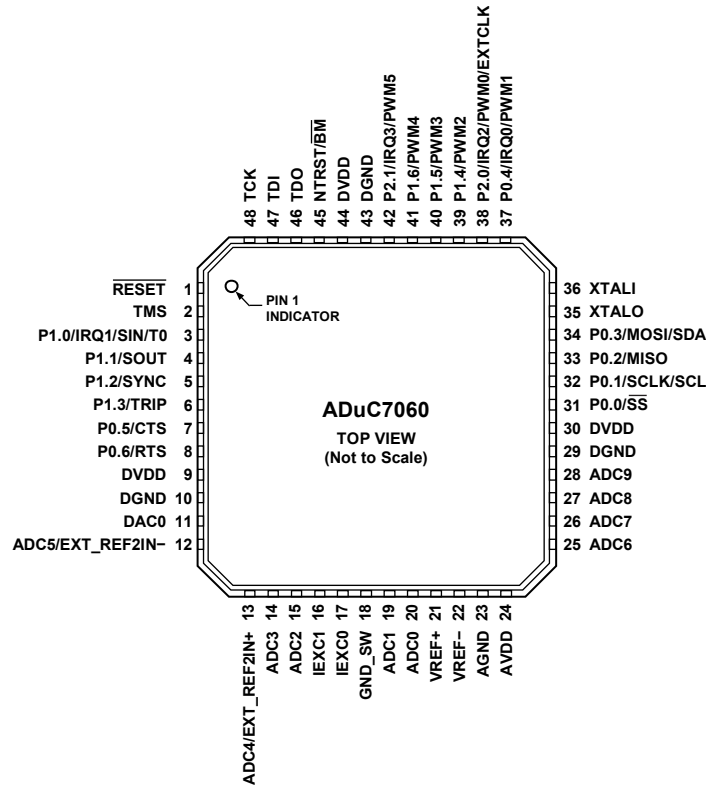 48 TCK
47 TDI
46 TDO
45 NTRST/B̅M̅
44 DVDD
43 DGND
42 P2.1/IRQ3/PWM5
41 P1.6/PWM4
40 P1.5/PWM3
39 P1.4/PWM2
38 P2.0/IRQ2/PWM0/EXTCLK
37 P0.4/IRQ0/PWM1
R̅E̅S̅E̅T̅ 1
TMS 2
P1.0/IRQ1/SIN/T0 3
P1.1/SOUT 4
P1.2/SYNC 5
P1.3/TRIP 6
P0.5/CTS 7
P0.6/RTS 8
DVDD 9
DGND 10
DAC0 11
ADC5/EXT_REF2IN− 12
PIN 1
INDICATOR
ADuC7060
TOP VIEW
(Not to Scale)
36 XTALI
35 XTALO
34 P0.3/MOSI/SDA
33 P0.2/MISO
32 P0.1/SCLK/SCL
31 P0.0/S̅S̅
30 DVDD
29 DGND
28 ADC9
27 ADC8
26 ADC7
25 ADC6
ADC4/EXT_REF2IN+ 13
ADC3 14
ADC2 15
IEXC1 16
IEXC0 17
GND_SW 18
ADC1 19
ADC0 20
VREF+ 21
VREF− 22
AGND 23
AVDD 24